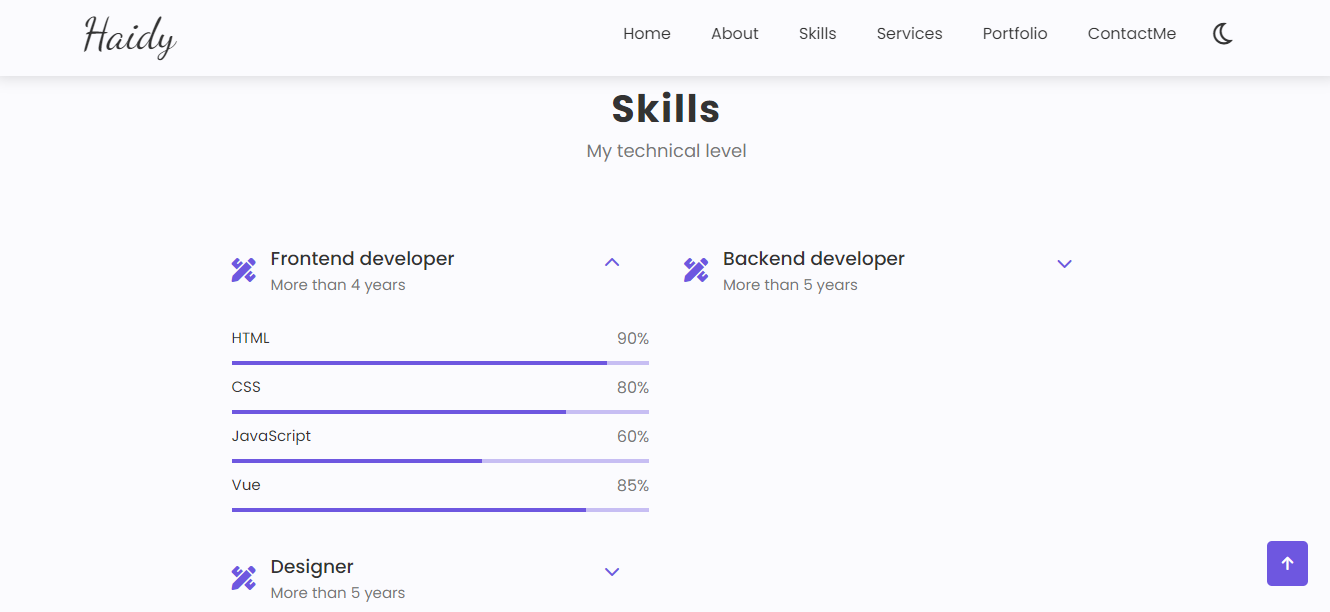 Haidy
Home About Skills Services Portfolio ContactMe
Skills
My technical level
Frontend developer
More than 4 years
HTML 90%
CSS 80%
JavaScript 60%
Vue 85%
Designer
More than 5 years
Backend developer
More than 5 years